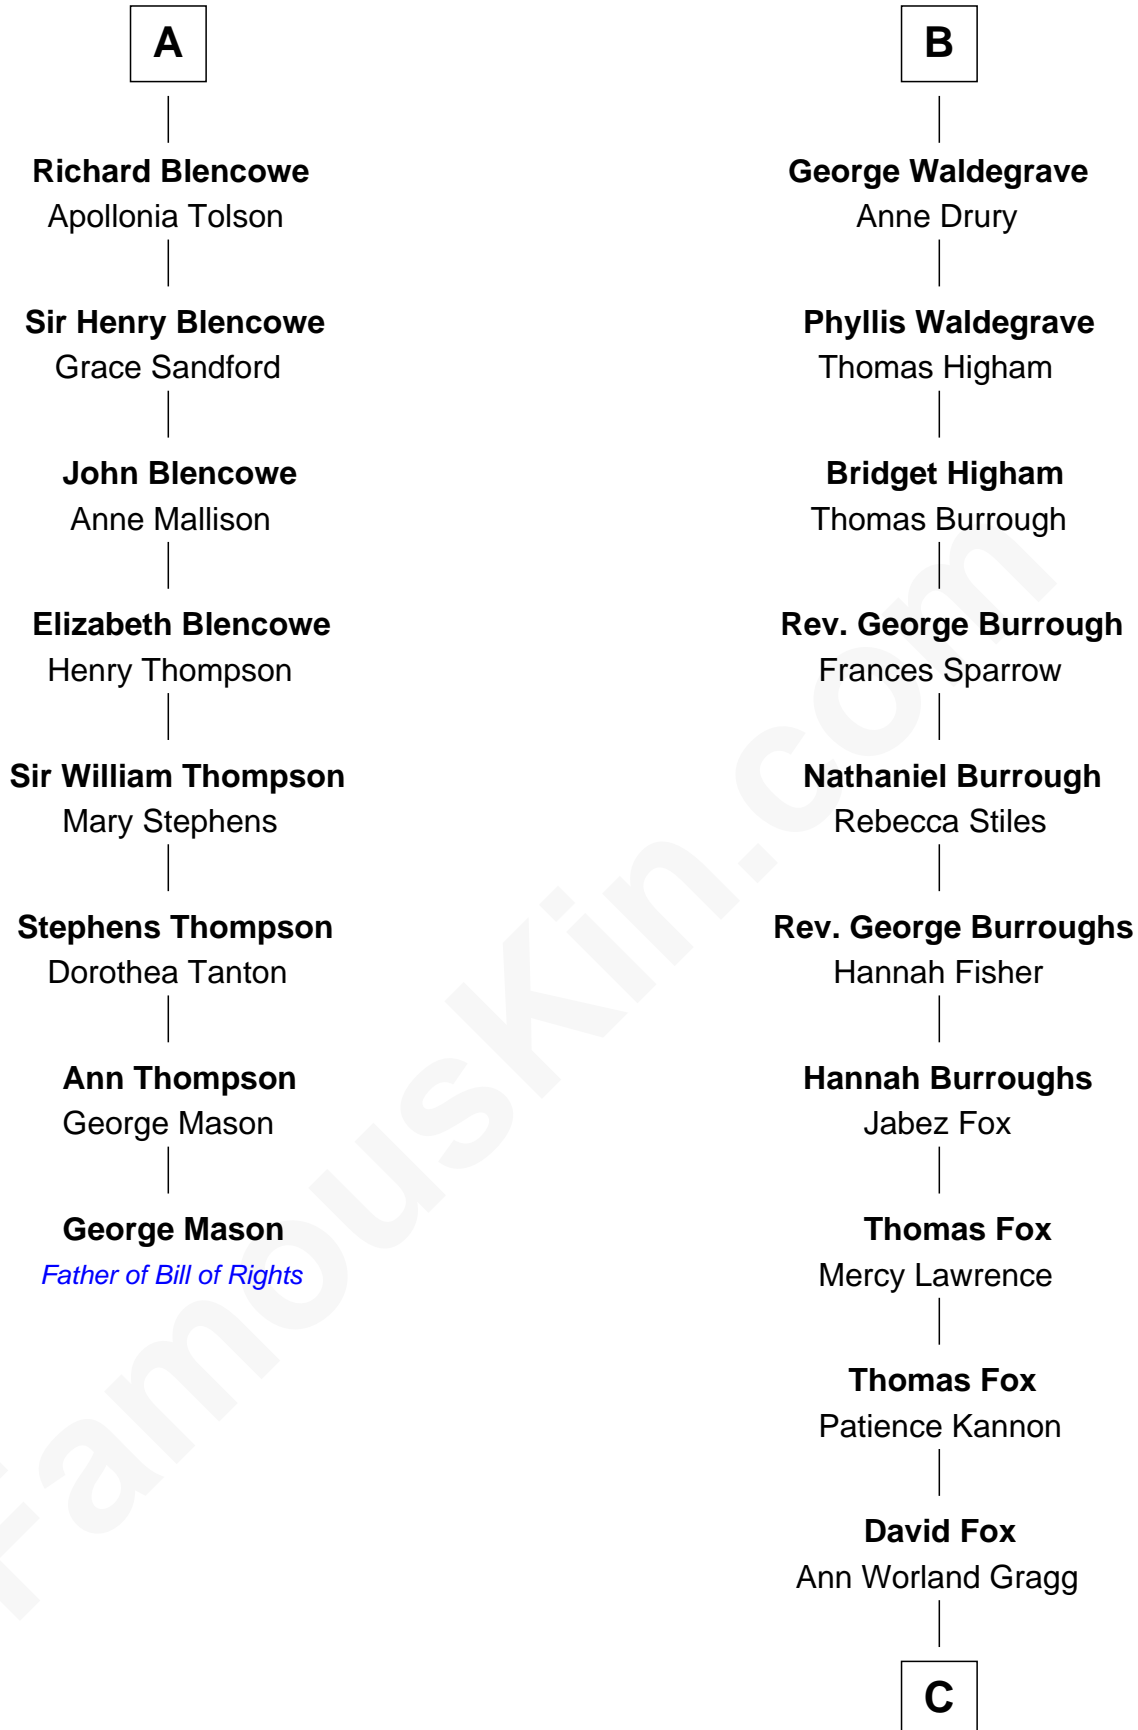 A
Richard Blencowe
Apollonia Tolson
Sir Henry Blencowe
Grace Sandford
John Blencowe
Anne Mallison
Elizabeth Blencowe
Henry Thompson
Sir William Thompson
Mary Stephens
Stephens Thompson
Dorothea Tanton
Ann Thompson
George Mason
George Mason
Father of Bill of Rights
B
George Waldegrave
Anne Drury
Phyllis Waldegrave
Thomas Higham
Bridget Higham
Thomas Burrough
Rev. George Burrough
Frances Sparrow
Nathaniel Burrough
Rebecca Stiles
Rev. George Burroughs
Hannah Fisher
Hannah Burroughs
Jabez Fox
Thomas Fox
Mercy Lawrence
Thomas Fox
Patience Kannon
David Fox
Ann Worland Gragg
C
FamousKin.com